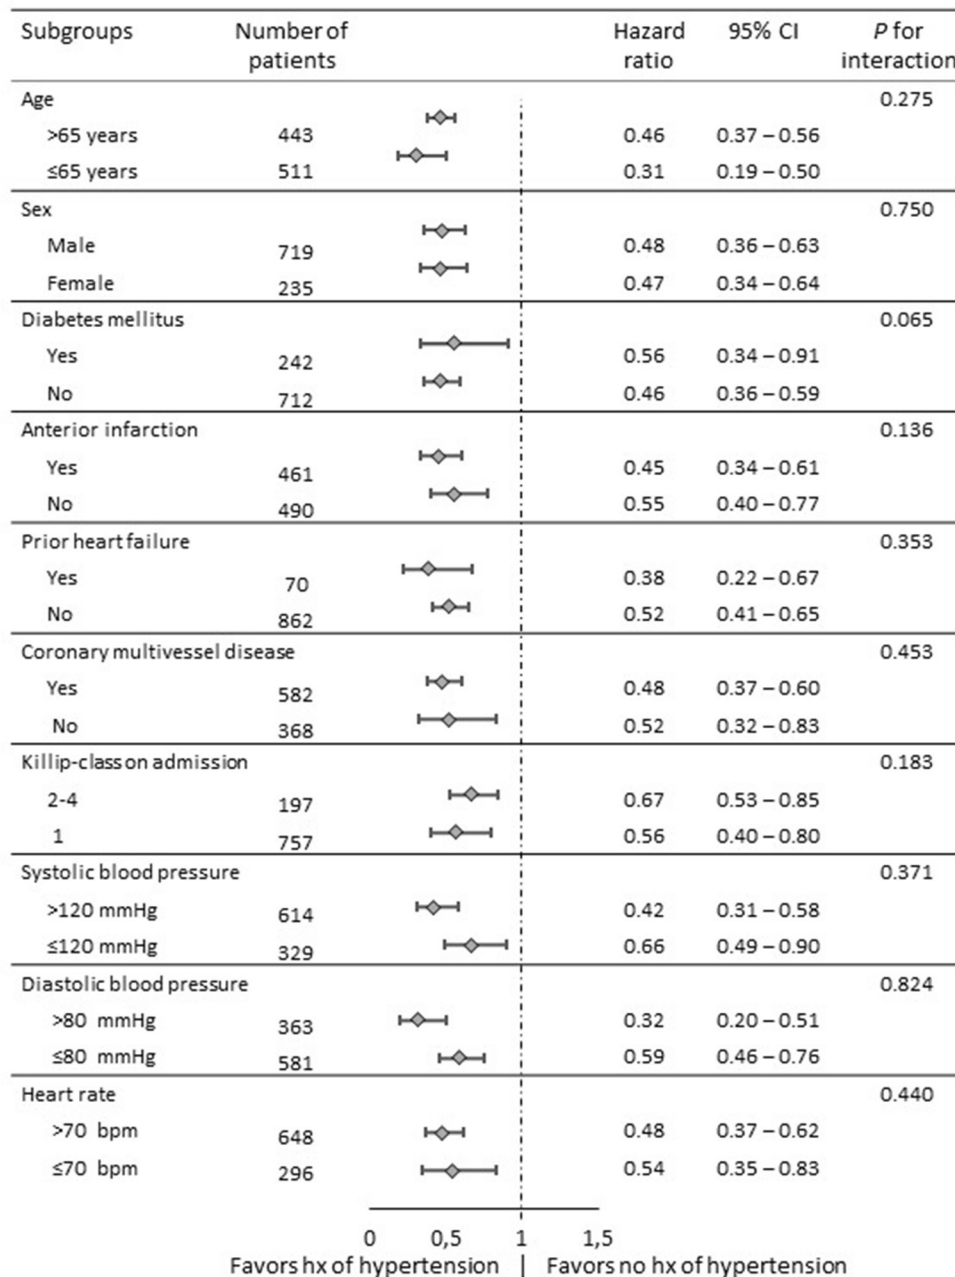 Subgroups Number of patients Hazard ratio 95% CI P for interaction
Age 0.275
>65 years 443 0.46 0.37 – 0.56
≤65 years 511 0.31 0.19 – 0.50
Sex 0.750
Male 719 0.48 0.36 – 0.63
Female 235 0.47 0.34 – 0.64
Diabetes mellitus 0.065
Yes 242 0.56 0.34 – 0.91
No 712 0.46 0.36 – 0.59
Anterior infarction 0.136
Yes 461 0.45 0.34 – 0.61
No 490 0.55 0.40 – 0.77
Prior heart failure 0.353
Yes 70 0.38 0.22 – 0.67
No 862 0.52 0.41 – 0.65
Coronary multivessel disease 0.453
Yes 582 0.48 0.37 – 0.60
No 368 0.52 0.32 – 0.83
Killip-class on admission 0.183
2-4 197 0.67 0.53 – 0.85
1 757 0.56 0.40 – 0.80
Systolic blood pressure 0.371
>120 mmHg 614 0.42 0.31 – 0.58
≤120 mmHg 329 0.66 0.49 – 0.90
Diastolic blood pressure 0.824
>80 mmHg 363 0.32 0.20 – 0.51
≤80 mmHg 581 0.59 0.46 – 0.76
Heart rate 0.440
>70 bpm 648 0.48 0.37 – 0.62
≤70 bpm 296 0.54 0.35 – 0.83
0 0,5 1 1,5
Favors hx of hypertension | Favors no hx of hypertension